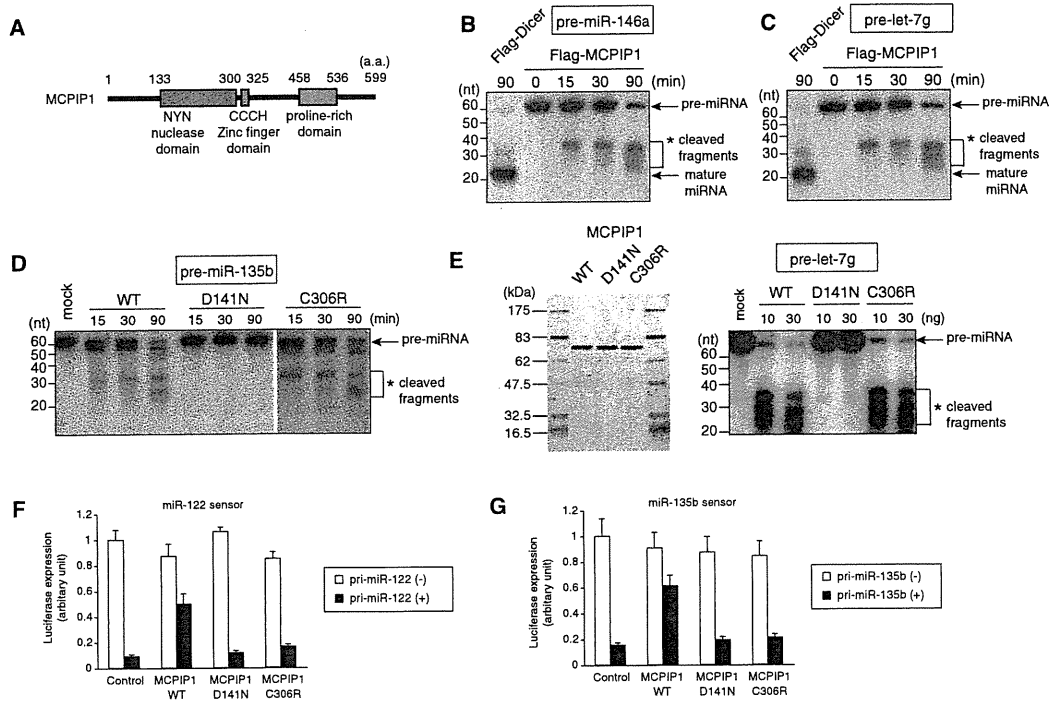 A
1 133 300 325 458 536 599
(a.a.)
MCPIP1
NYN nuclease domain
CCCH Zinc finger domain
proline-rich domain
B
pre-miR-146a
Flag-Dicer
Flag-MCPIP1
90 0 15 30 90 (min)
(nt)
60
50
40
30
20
pre-miRNA
* cleaved fragments
mature miRNA
C
pre-let-7g
Flag-Dicer
Flag-MCPIP1
90 0 15 30 90 (min)
(nt)
60
50
40
30
20
pre-miRNA
* cleaved fragments
mature miRNA
D
pre-miR-135b
mock
WT D141N C306R
15 30 90 15 30 90 15 30 90 (min)
(nt)
60
50
40
30
20
pre-miRNA
* cleaved fragments
E
MCPIP1
WT D141N C306R
(kDa)
175
83
62
47.5
32.5
16.5
pre-let-7g
mock
WT D141N C306R
10 30 10 30 10 30 (ng)
(nt)
60
50
40
30
20
pre-miRNA
* cleaved fragments
F
miR-122 sensor
Luciferase expression (arbitary unit)
1.2
1
0.8
0.6
0.4
0.2
0
Control
MCPIP1 WT
MCPIP1 D141N
MCPIP1 C306R
pri-miR-122 (-)
pri-miR-122 (+)
G
miR-135b sensor
Luciferase expression (arbitrary unit)
1.2
1
0.8
0.6
0.4
0.2
0
Control
MCPIP1 WT
MCPIP1 D141N
MCPIP1 C306R
pri-miR-135b (-)
pri-miR-135b (+)